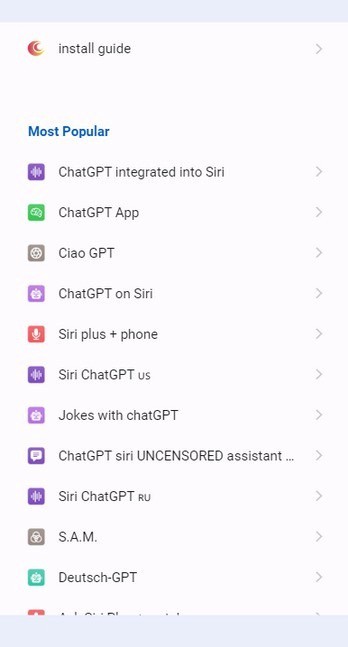 install guide
Most Popular
ChatGPT integrated into Siri
ChatGPT App
Ciao GPT
ChatGPT on Siri
Siri plus + phone
Siri ChatGPT US
Jokes with chatGPT
ChatGPT siri UNCENSORED assistant ...
Siri ChatGPT RU
S.A.M.
Deutsch-GPT